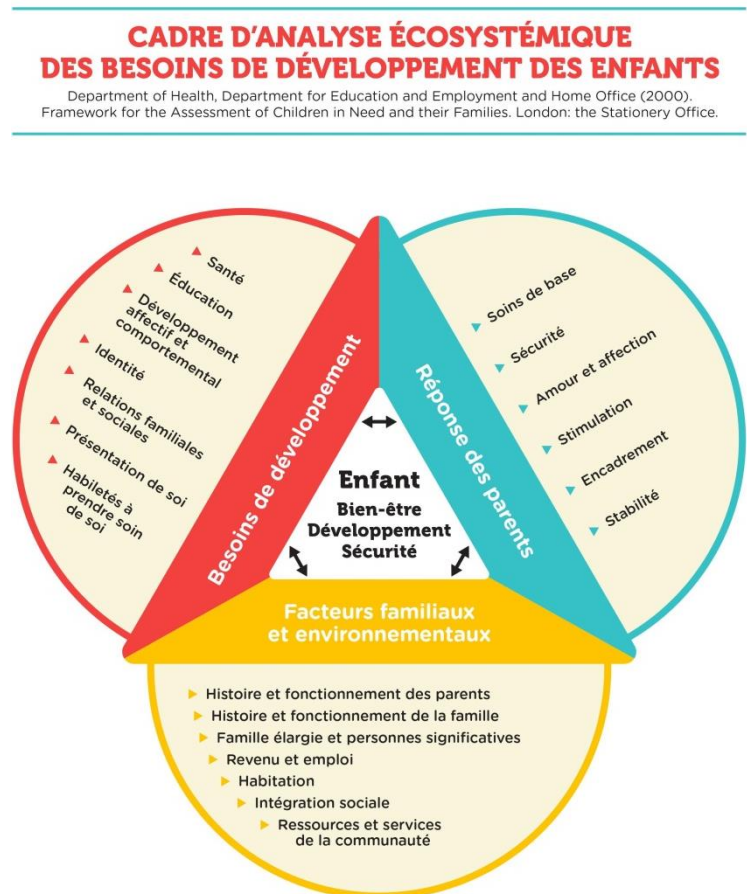 CADRE D'ANALYSE ÉCOSYSTÉMIQUE
DES BESOINS DE DÉVELOPPEMENT DES ENFANTS
Department of Health, Department for Education and Employment and Home Office (2000).
Framework for the Assessment of Children in Need and their Families. London: the Stationery Office.
Santé
Éducation
Développement
affectif et
comportemental
Identité
Relations familiales
et sociales
Présentation de soi
Habiletés à
prendre soin
de soi
Besoins de développement
Réponse des parents
Soins de base
Sécurité
Amour et affection
Stimulation
Encadrement
Stabilité
Enfant
Bien-être
Développement
Sécurité
Facteurs familiaux
et environnementaux
Histoire et fonctionnement des parents
Histoire et fonctionnement de la famille
Famille élargie et personnes significatives
Revenu et emploi
Habitation
Intégration sociale
Ressources et services
de la communauté